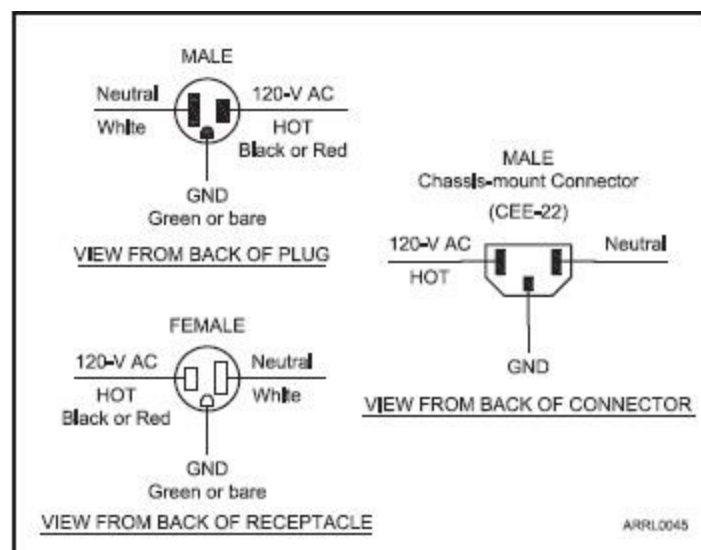 MALE
Neutral
120-V AC
White
HOT
Black or Red
GND
Green or bare
VIEW FROM BACK OF PLUG
MALE
Chassis-mount Connector
(CEE-22)
120-V AC
Neutral
HOT
GND
VIEW FROM BACK OF CONNECTOR
FEMALE
120-V AC
Neutral
HOT
White
Black or Red
GND
Green or bare
VIEW FROM BACK OF RECEPTACLE
ARRL0045